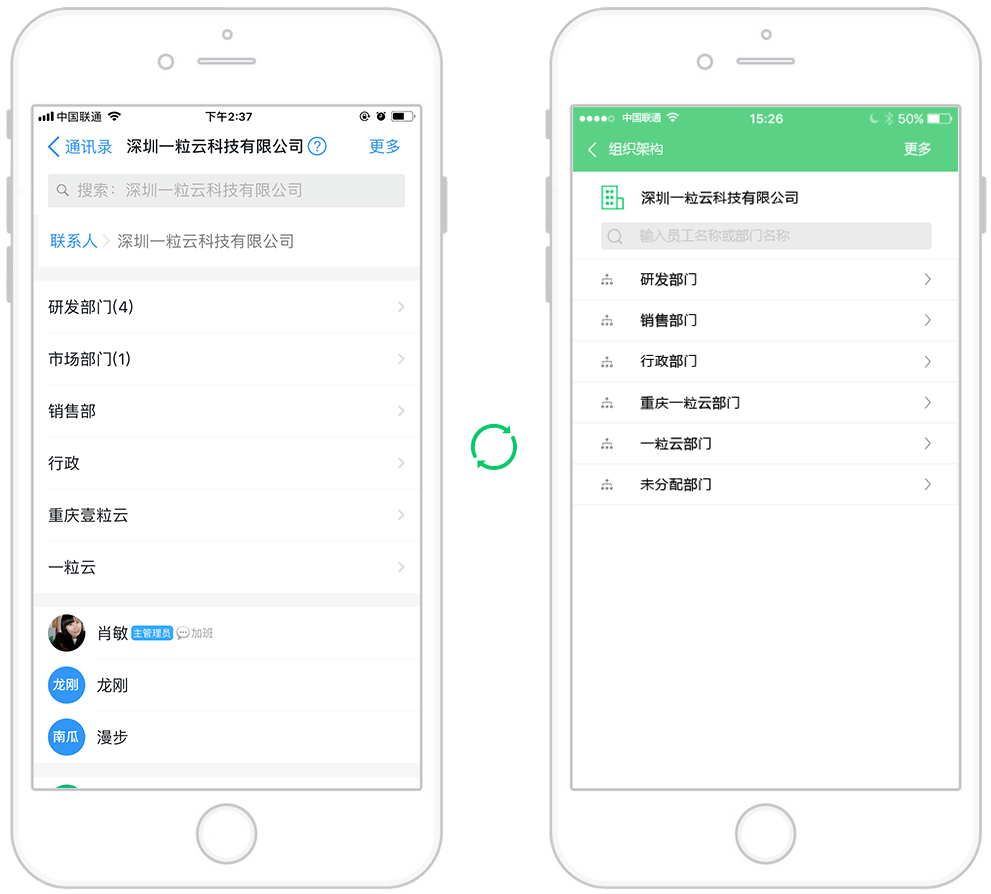 中国联通 下午2:37
通讯录 深圳一粒云科技有限公司 ? 更多
搜索：深圳一粒云科技有限公司
联系人 > 深圳一粒云科技有限公司
研发部门(4)
市场部门(1)
销售部
行政
重庆壹粒云
一粒云
肖敏 主管理员 加班
龙刚 龙刚
南瓜 漫步
中国联通 15:26 50%
组织架构 更多
深圳一粒云科技有限公司
输入员工名称或部门名称
研发部门
销售部门
行政部门
重庆一粒云部门
一粒云部门
未分配部门